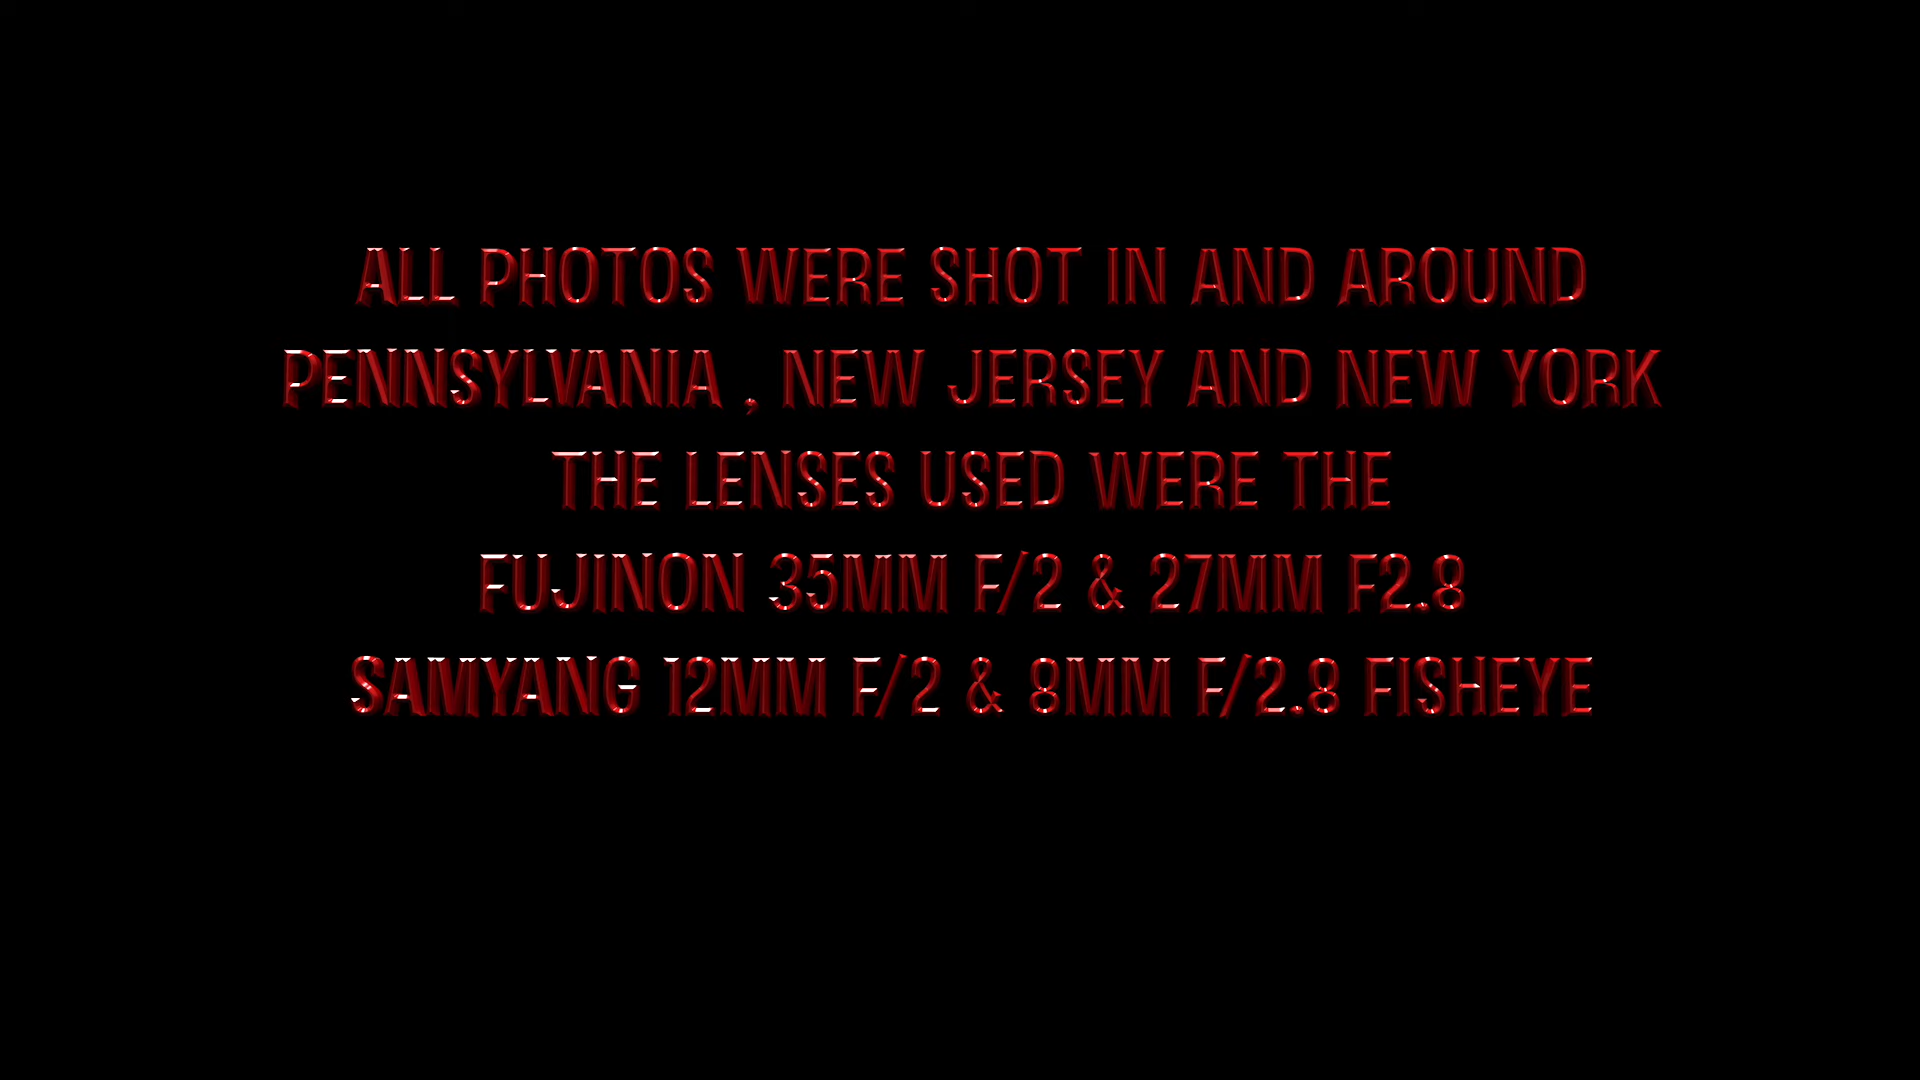 ALL PHOTOS WERE SHOT IN AND AROUND
PENNSYLVANIA , NEW JERSEY AND NEW YORK
THE LENSES USED WERE THE
FUJINON 35MM F/2 & 27MM F2.8
SAMYANG 12MM F/2 & 8MM F/2.8 FISHEYE